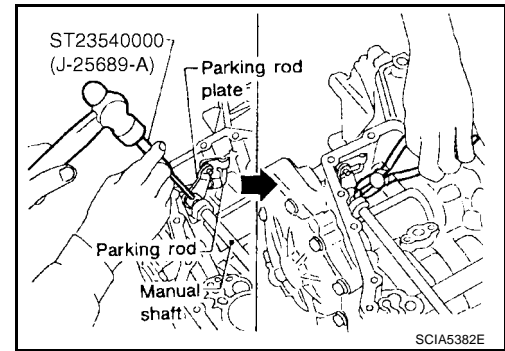 ST23540000
(J-25689-A)
Parking rod
plate
Parking rod
Manual
shaft
SCIA5382E